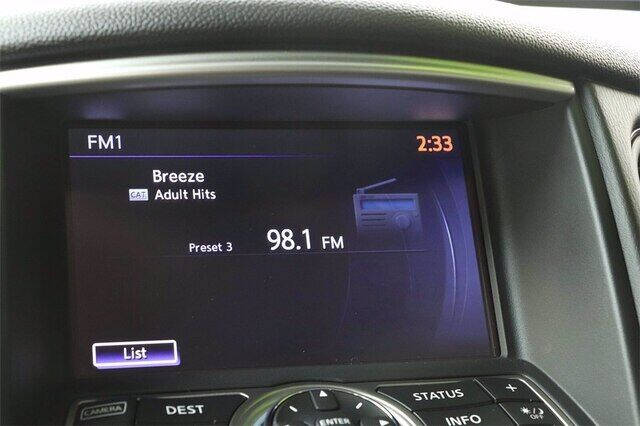 FM1 2:33
Breeze
CAT Adult Hits
Preset 3 98.1 FM
List
CAMERA DEST ENTER STATUS +
INFO OFF